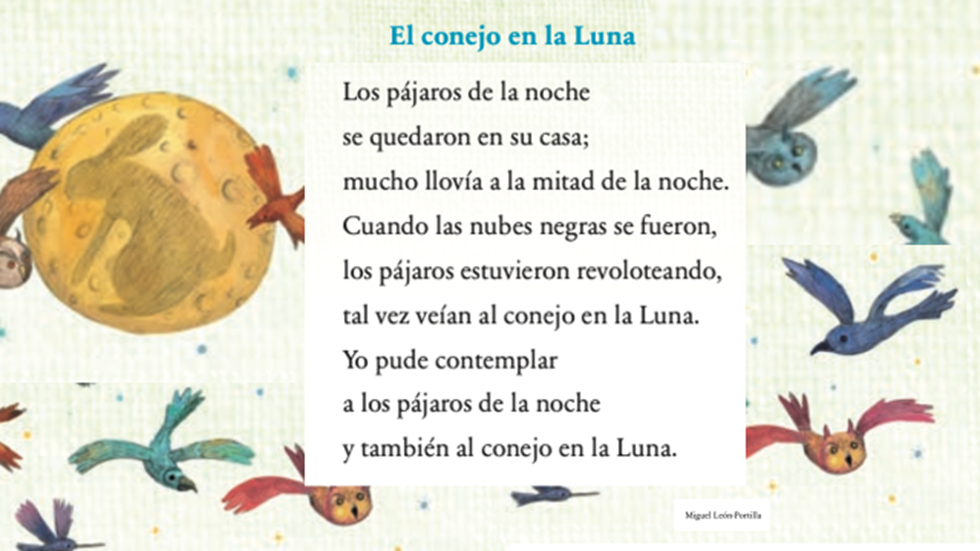 El conejo en la Luna
Los pájaros de la noche
se quedaron en su casa;
mucho llovía a la mitad de la noche.
Cuando las nubes negras se fueron,
los pájaros estuvieron revoloteando,
tal vez veían al conejo en la Luna.
Yo pude contemplar
a los pájaros de la noche
y también al conejo en la Luna.
Miguel León-Portilla